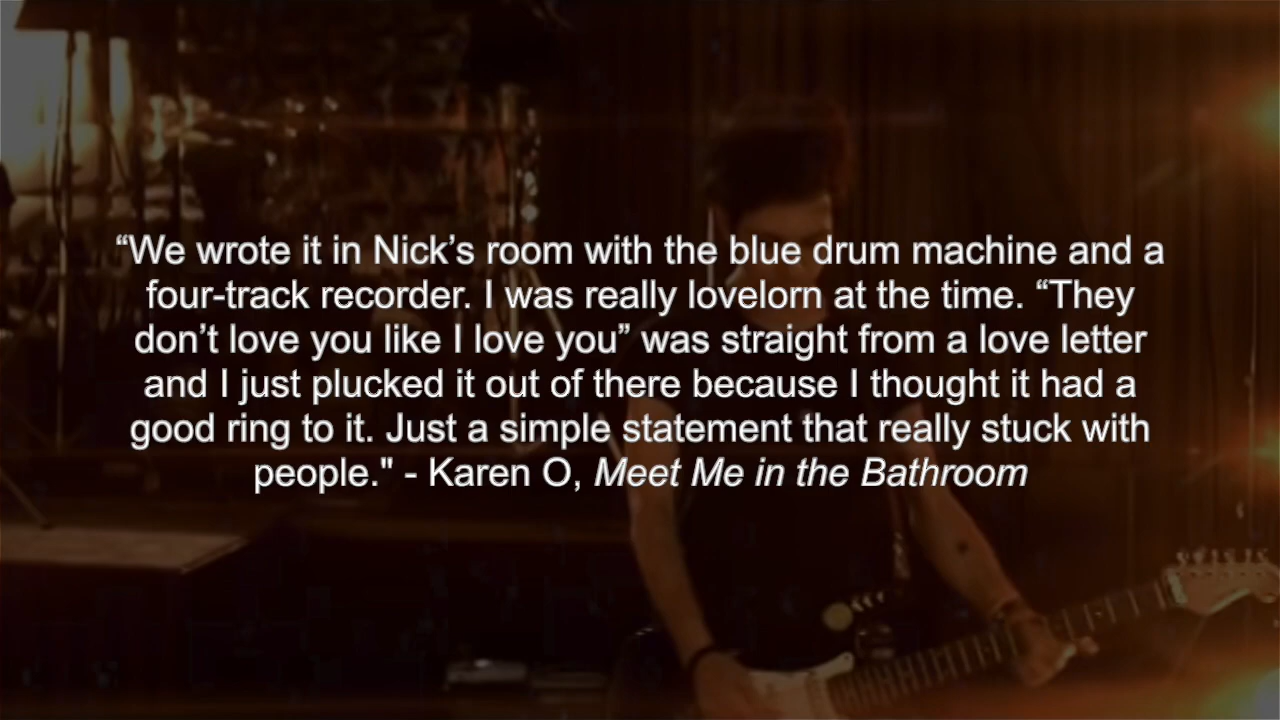 “We wrote it in Nick’s room with the blue drum machine and a
four-track recorder. I was really lovelorn at the time. “They
don’t love you like I love you” was straight from a love letter
and I just plucked it out of there because I thought it had a
good ring to it. Just a simple statement that really stuck with
people." - Karen O, Meet Me in the Bathroom